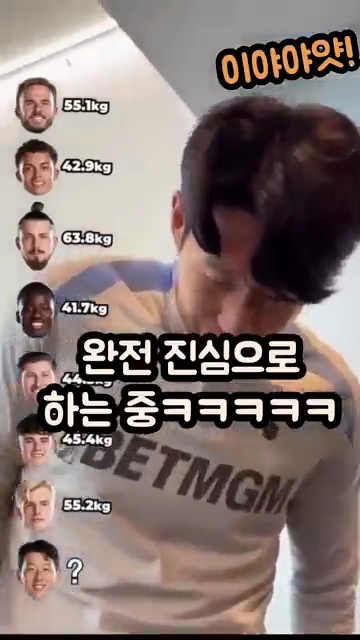 이야야얏!
55.1kg
42.9kg
63.8kg
41.7kg
완전 진심으로
하는 중ㅋㅋㅋㅋㅋ
45.4kg
BETMGM
55.2kg
?